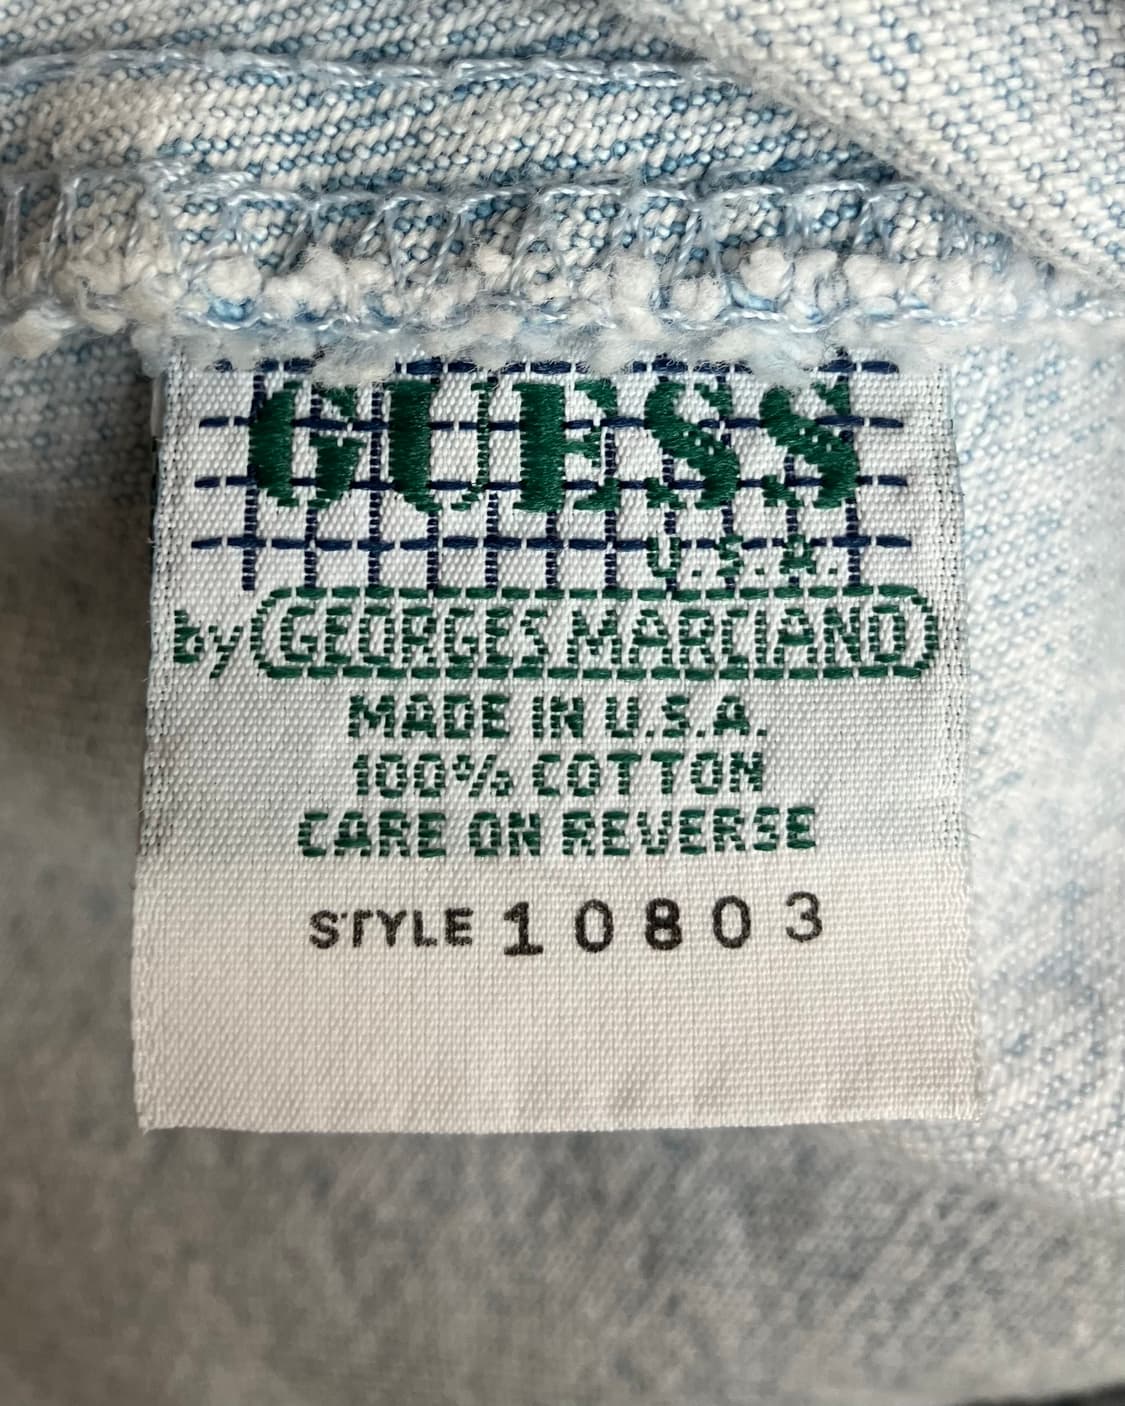 GUESS
U.S.A.
by GEORGES MARCIANO
MADE IN U.S.A.
100% COTTON
CARE ON REVERSE
STYLE 10803